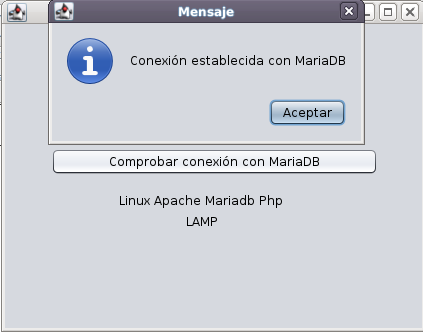 Mensaje
Conexión establecida con MariaDB
Aceptar
Comprobar conexión con MariaDB
Linux Apache Mariadb Php
LAMP